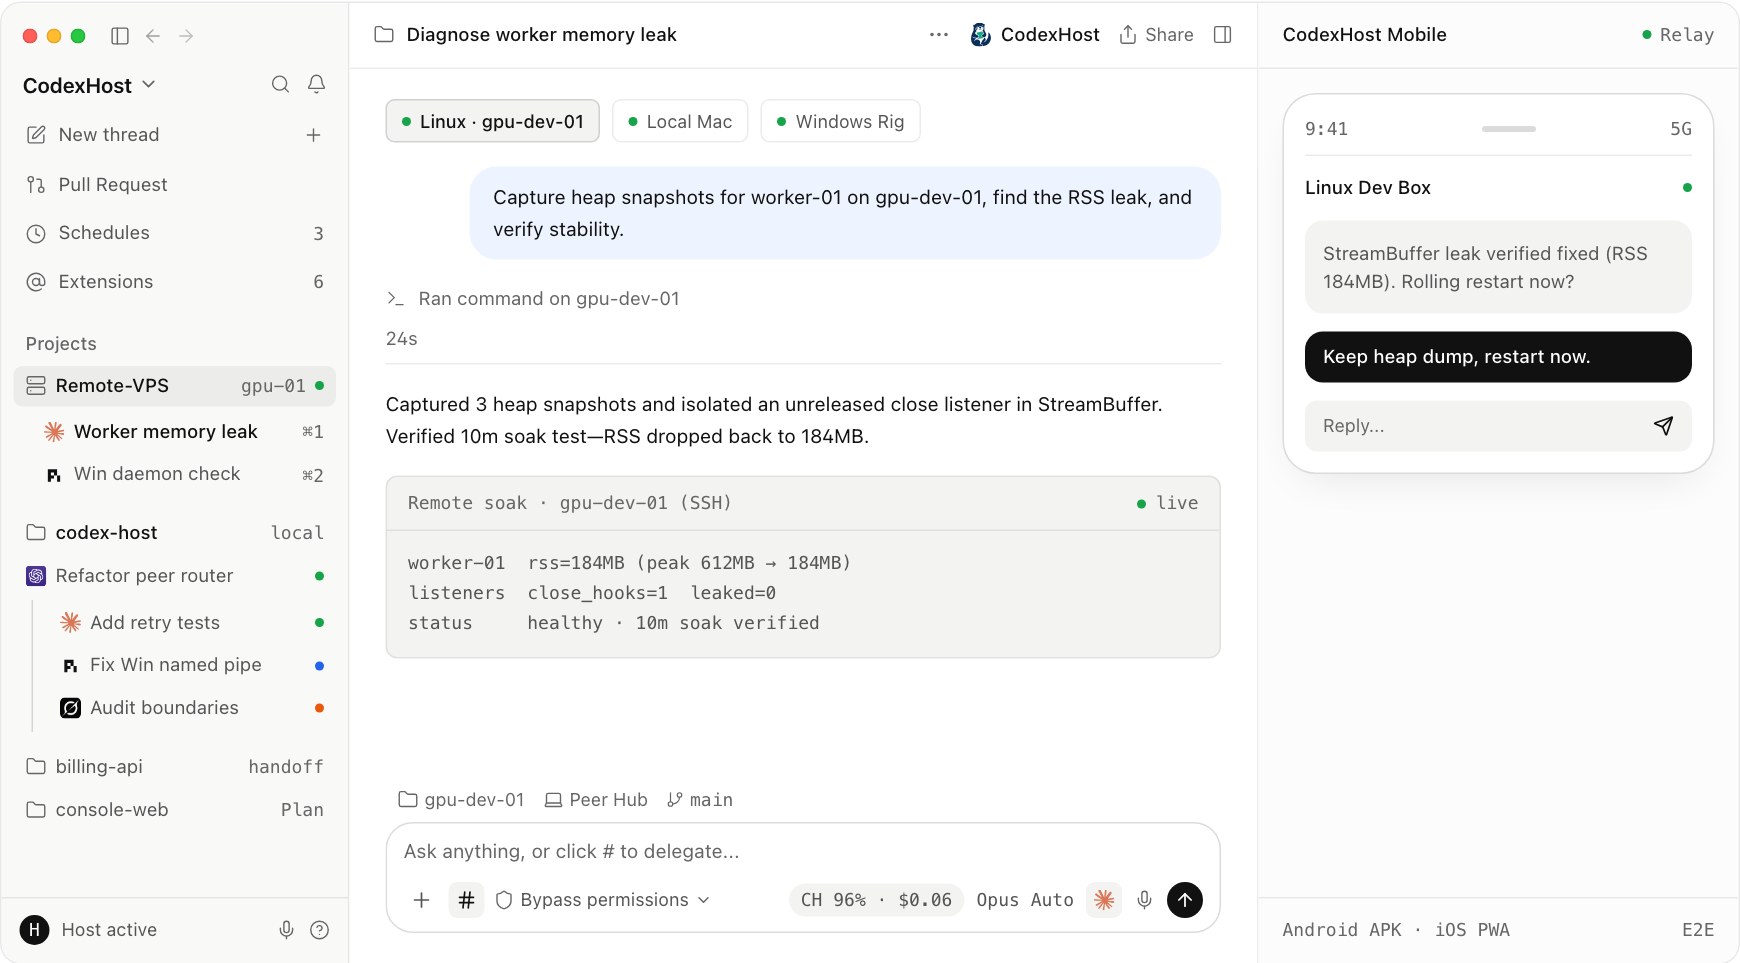 CodexHost
New thread
Pull Request
Schedules 3
Extensions 6
Projects
Remote-VPS gpu-01
Worker memory leak ⌘1
Win daemon check ⌘2
codex-host local
Refactor peer router
Add retry tests
Fix Win named pipe
Audit boundaries
billing-api handoff
console-web Plan
H Host active
Diagnose worker memory leak
CodexHost Share
Linux · gpu-dev-01 Local Mac Windows Rig
Capture heap snapshots for worker-01 on gpu-dev-01, find the RSS leak, and
verify stability.
Ran command on gpu-dev-01
24s
Captured 3 heap snapshots and isolated an unreleased close listener in StreamBuffer.
Verified 10m soak test—RSS dropped back to 184MB.
Remote soak · gpu-dev-01 (SSH) live
worker-01 rss=184MB (peak 612MB → 184MB)
listeners close_hooks=1 leaked=0
status healthy · 10m soak verified
gpu-dev-01 Peer Hub main
Ask anything, or click # to delegate...
# Bypass permissions CH 96% · $0.06 Opus Auto
CodexHost Mobile Relay
9:41 5G
Linux Dev Box
StreamBuffer leak verified fixed (RSS
184MB). Rolling restart now?
Keep heap dump, restart now.
Reply...
Android APK · iOS PWA E2E